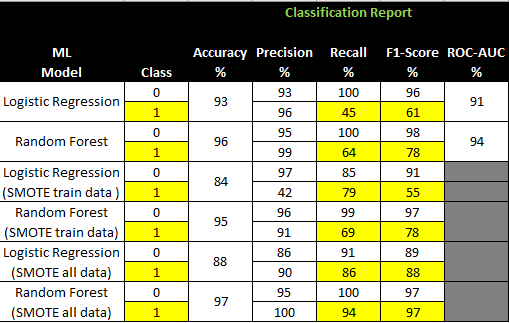 Classification Report
ML Model Class Accuracy % Precision % Recall % F1-Score % ROC-AUC %
Logistic Regression 0 93 93 100 96 91
1 96 45 61
Random Forest 0 96 95 100 98 94
1 99 64 78
Logistic Regression (SMOTE train data ) 0 84 97 85 91
1 42 79 55
Random Forest (SMOTE train data) 0 95 96 99 97
1 91 69 78
Logistic Regression (SMOTE all data) 0 88 86 91 89
1 90 86 88
Random Forest (SMOTE all data) 0 97 95 100 97
1 100 94 97